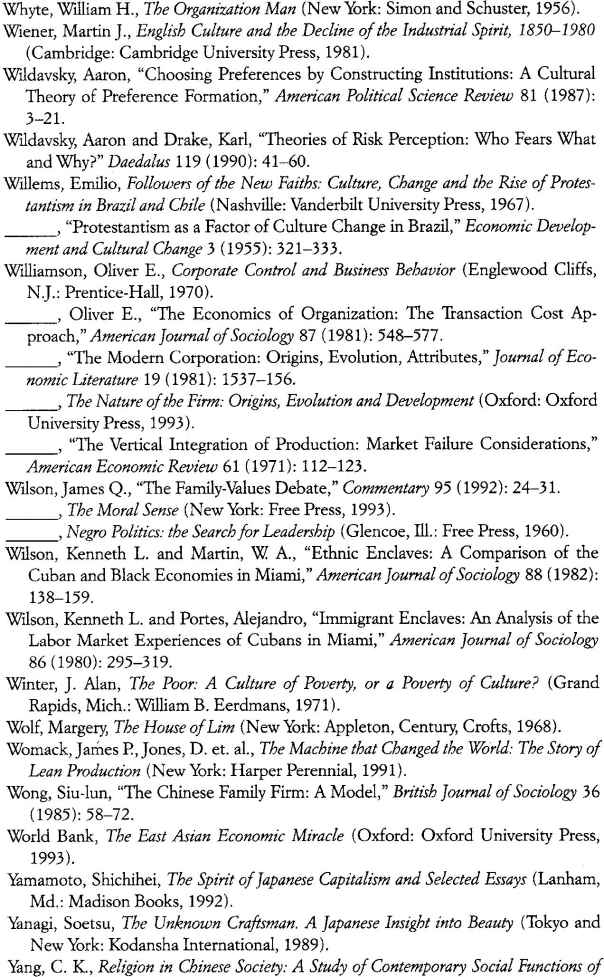 Whyte, William H., The Organization Man (New York: Simon and Schuster, 1956).
Wiener, Martin J., English Culture and the Decline of the Industrial Spirit, 1850–1980
(Cambridge: Cambridge University Press, 1981).
Wildavsky, Aaron, “Choosing Preferences by Constructing Institutions: A Cultural
Theory of Preference Formation,” American Political Science Review 81 (1987):
3–21.
Wildavsky, Aaron and Drake, Karl, “Theories of Risk Perception: Who Fears What
and Why?” Daedalus 119 (1990): 41–60.
Willems, Emilio, Followers of the New Faiths: Culture, Change and the Rise of Protes-
tantism in Brazil and Chile (Nashville: Vanderbilt University Press, 1967).
______, “Protestantism as a Factor of Culture Change in Brazil,” Economic Develop-
ment and Cultural Change 3 (1955): 321–333.
Williamson, Oliver E., Corporate Control and Business Behavior (Englewood Cliffs,
N.J.: Prentice-Hall, 1970).
______, Oliver E., “The Economics of Organization: The Transaction Cost Ap-
proach,” American Journal of Sociology 87 (1981): 548–577.
______, “The Modern Corporation: Origins, Evolution, Attributes,” Journal of Eco-
nomic Literature 19 (1981): 1537–156.
______, The Nature of the Firm: Origins, Evolution and Development (Oxford: Oxford
University Press, 1993).
______, “The Vertical Integration of Production: Market Failure Considerations,”
American Economic Review 61 (1971): 112–123.
Wilson, James Q., “The Family-Values Debate,” Commentary 95 (1992): 24–31.
______, The Moral Sense (New York: Free Press, 1993).
______, Negro Politics: the Search for Leadership (Glencoe, Ill.: Free Press, 1960).
Wilson, Kenneth L. and Martin, W. A., “Ethnic Enclaves: A Comparison of the
Cuban and Black Economies in Miami,” American Journal of Sociology 88 (1982):
138–159.
Wilson, Kenneth L. and Portes, Alejandro, “Immigrant Enclaves: An Analysis of the
Labor Market Experiences of Cubans in Miami,” American Journal of Sociology
86 (1980): 295–319.
Winter, J. Alan, The Poor: A Culture of Poverty, or a Poverty of Culture? (Grand
Rapids, Mich.: William B. Eerdmans, 1971).
Wolf, Margery, The House of Lim (New York: Appleton, Century, Crofts, 1968).
Womack, James P., Jones, D. et. al., The Machine that Changed the World: The Story of
Lean Production (New York: Harper Perennial, 1991).
Wong, Siu-lun, “The Chinese Family Firm: A Model,” British Journal of Sociology 36
(1985): 58–72.
World Bank, The East Asian Economic Miracle (Oxford: Oxford University Press,
1993).
Yamamoto, Shichihei, The Spirit of Japanese Capitalism and Selected Essays (Lanham,
Md.: Madison Books, 1992).
Yanagi, Soetsu, The Unknown Craftsman. A Japanese Insight into Beauty (Tokyo and
New York: Kodansha International, 1989).
Yang, C. K., Religion in Chinese Society: A Study of Contemporary Social Functions of